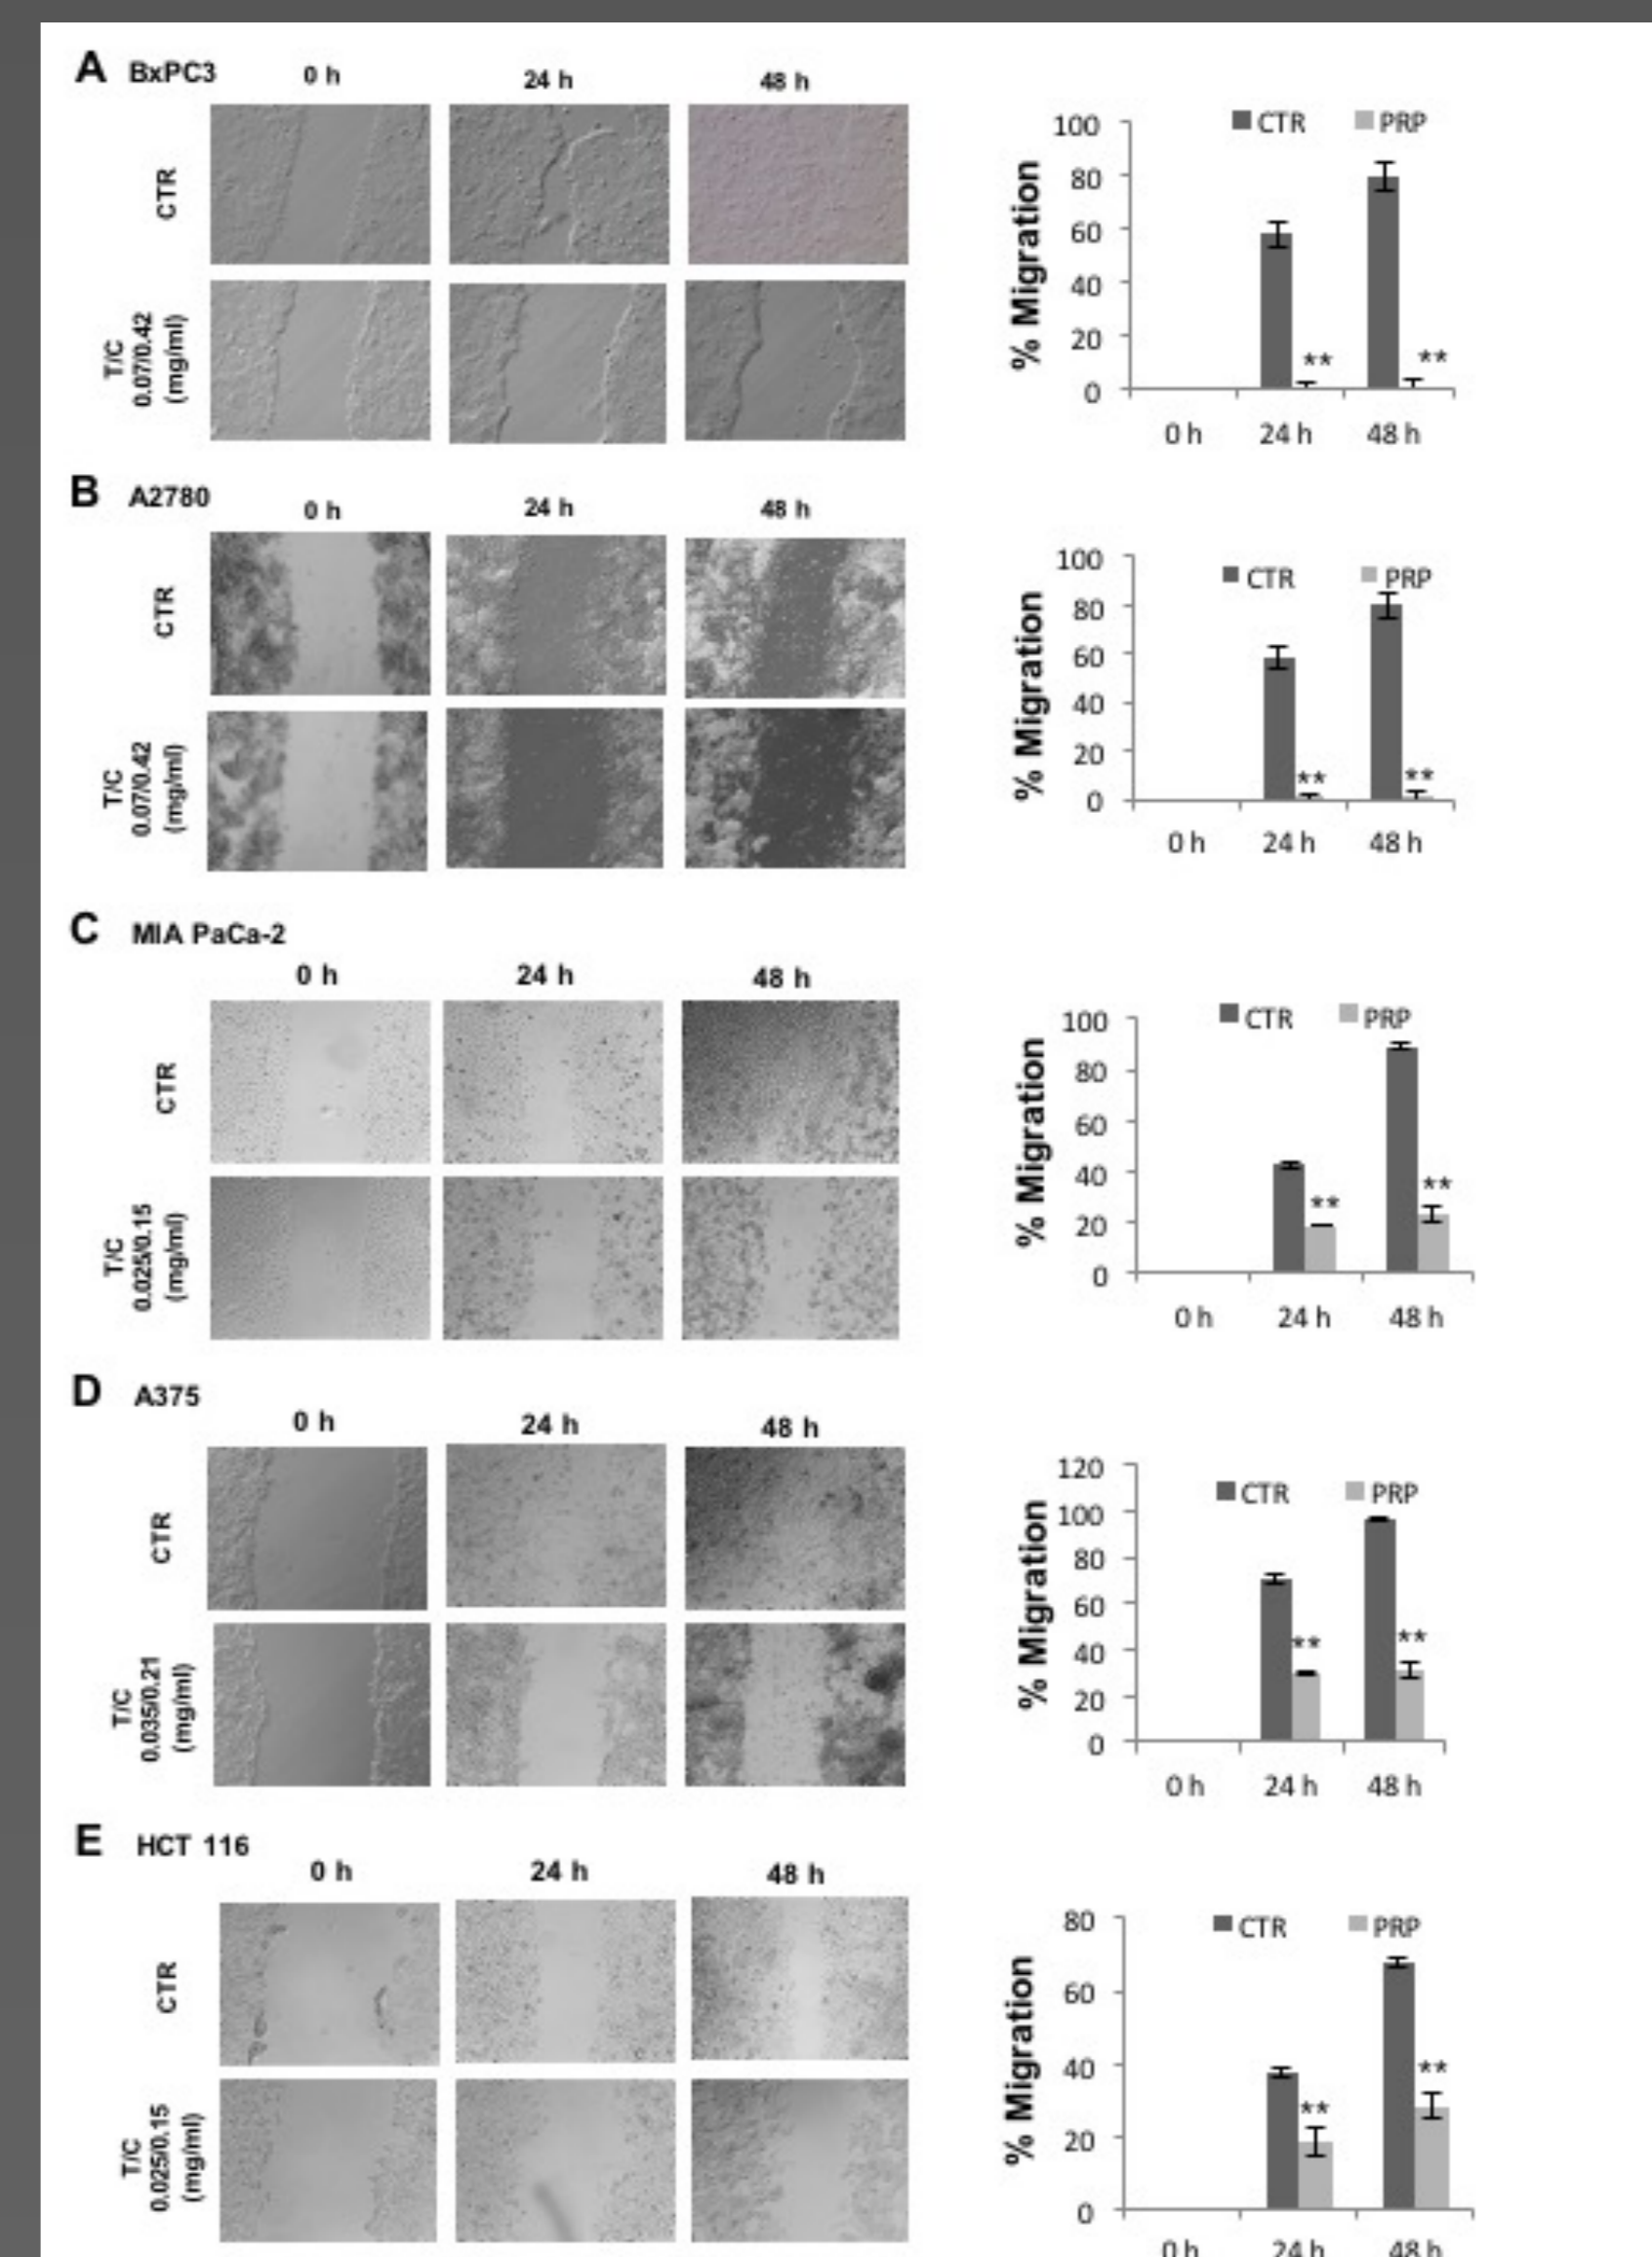 A BxPC3
0 h 24 h 48 h
CTR
T/C
0.07/0.42
(mg/ml)
% Migration
CTR PRP
100
80
60
40
20
0
**
**
0 h 24 h 48 h
B A2780
0 h 24 h 48 h
CTR
T/C
0.07/0.42
(mg/ml)
% Migration
CTR PRP
100
80
60
40
20
0
**
**
0 h 24 h 48 h
C MIA PaCa-2
0 h 24 h 48 h
CTR
T/C
0.025/0.15
(mg/ml)
% Migration
CTR PRP
100
80
60
40
20
0
**
**
0 h 24 h 48 h
D A375
0 h 24 h 48 h
CTR
T/C
0.035/0.21
(mg/ml)
% Migration
CTR PRP
120
100
80
60
40
20
0
**
**
0 h 24 h 48 h
E HCT 116
0 h 24 h 48 h
CTR
T/C
0.025/0.15
(mg/ml)
% Migration
CTR PRP
80
60
40
20
0
**
**
0 h 24 h 48 h